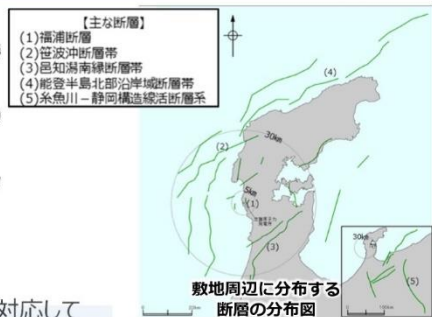 【主な断層】
(1)福浦断層
(2)笹波沖断層帯
(3)邑知潟南縁断層帯
(4)能登半島北部沿岸域断層帯
(5)糸魚川－静岡構造線活断層系
(4)
(2)
30km
5km
(1)
(3)
30km
(5)
敷地周辺に分布する
断層の分布図
対応して